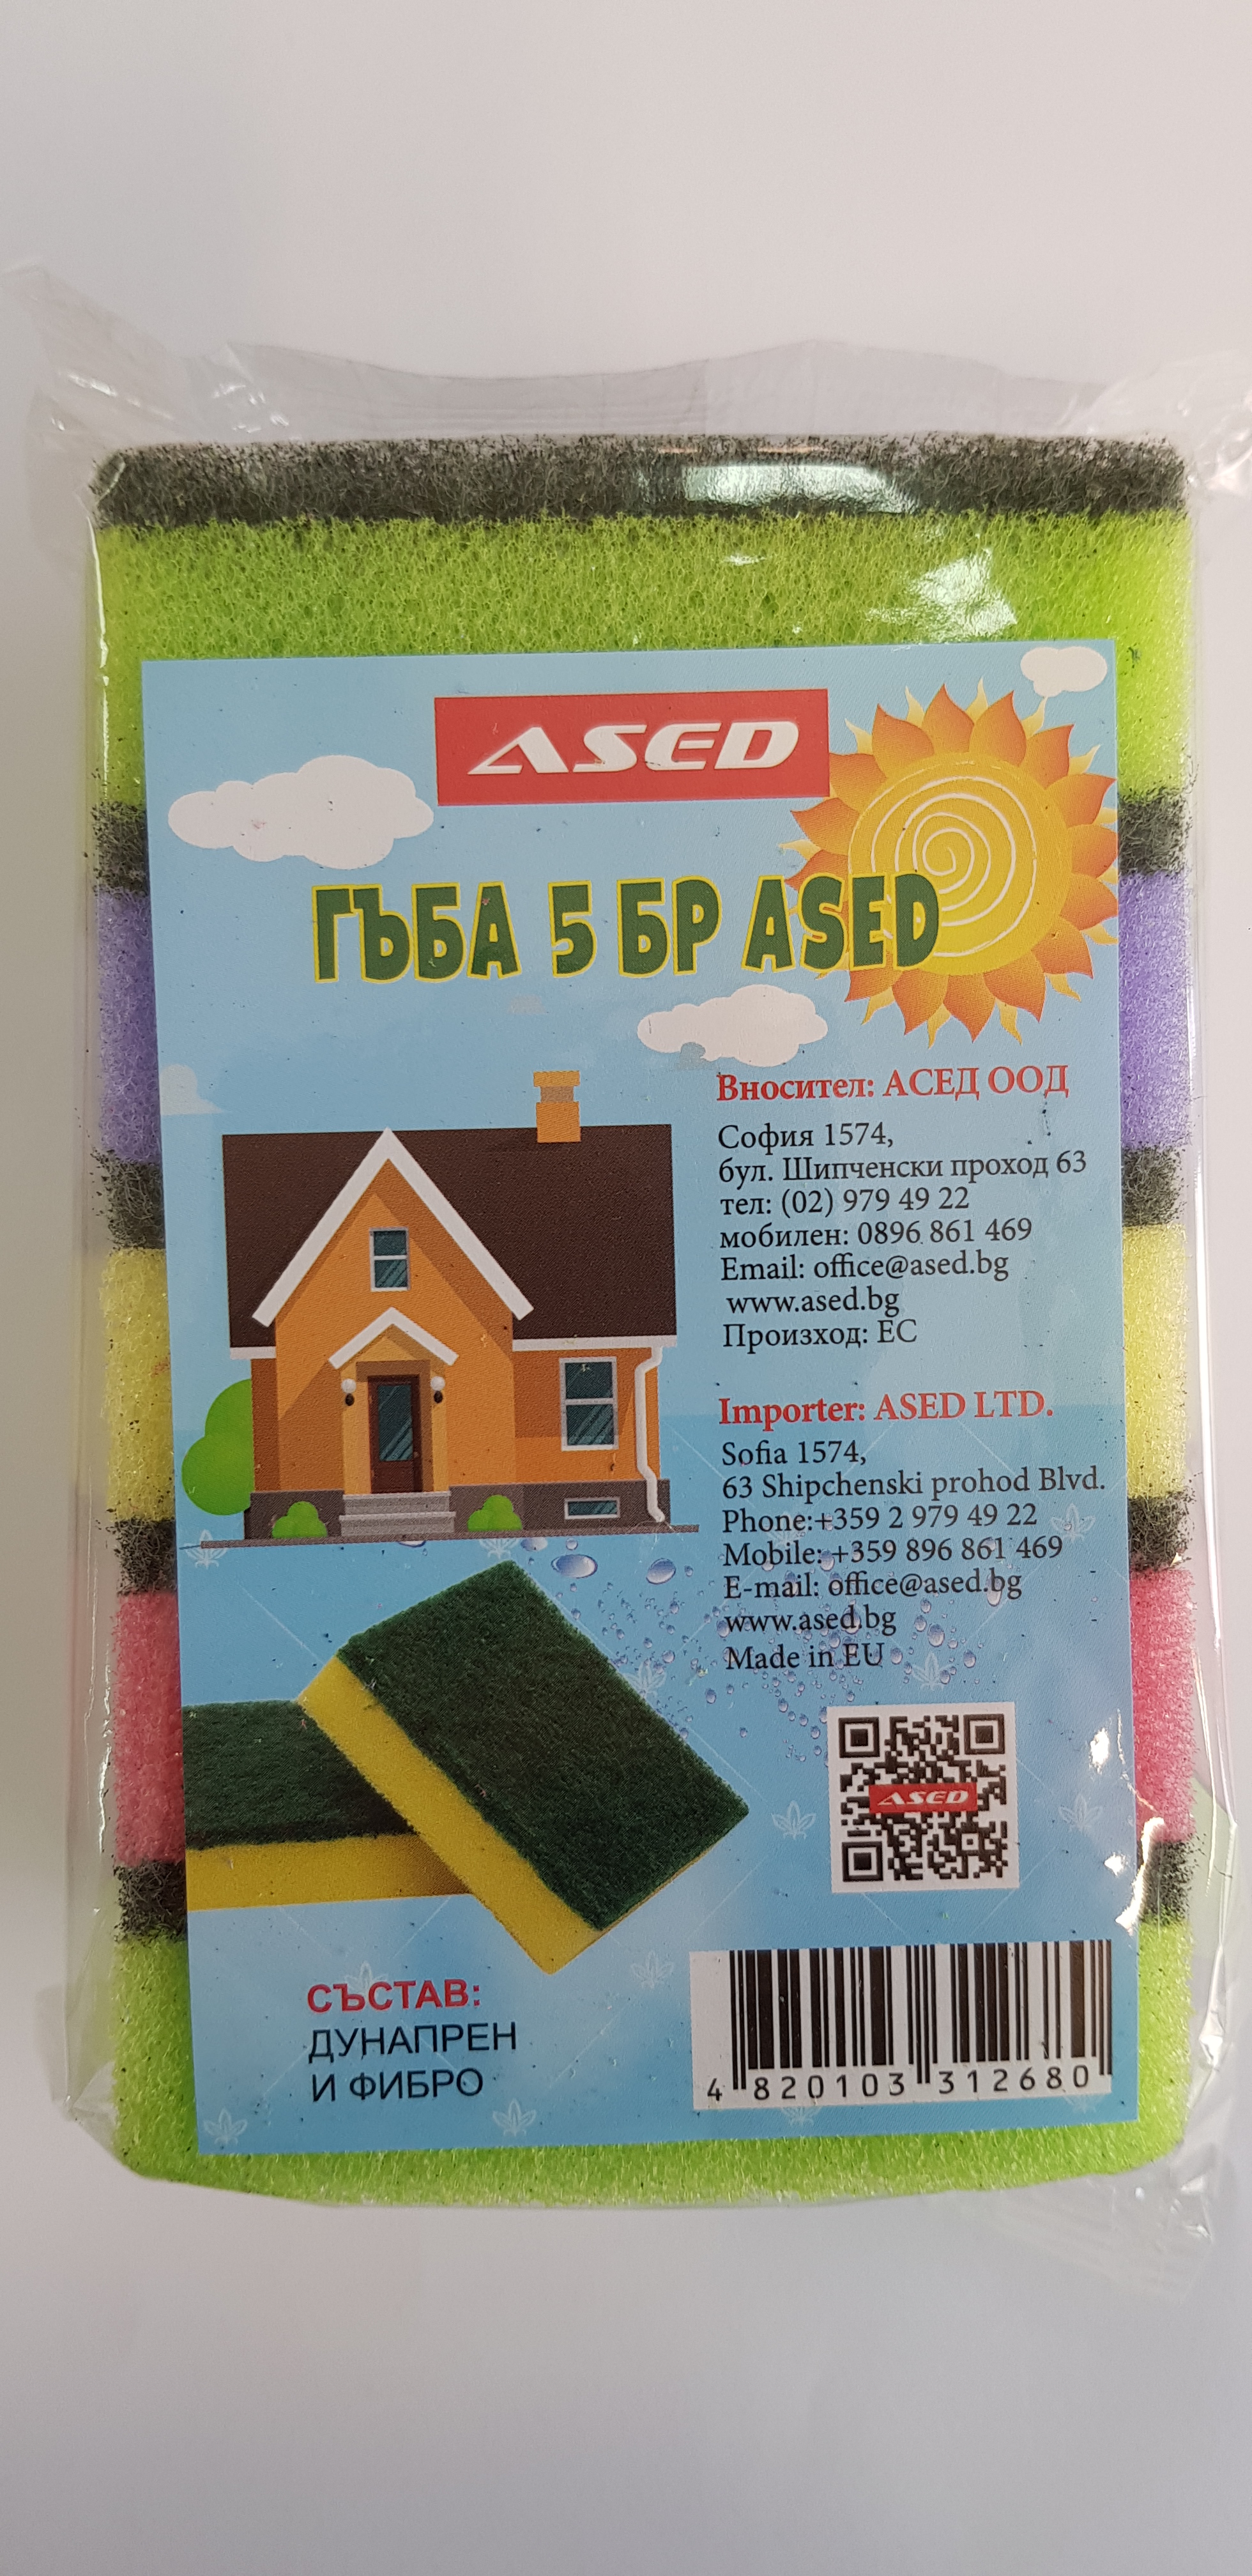 ASED
ГЪБА 5 БР ASED
Вносител: АСЕД ООД
София 1574,
бул. Шипченски проход 63
тел: (02) 979 49 22
мобилен: 0896 861 469
Email: office@ased.bg
www.ased.bg
Произход: ЕС
Importer: ASED LTD.
Sofia 1574,
63 Shipchenski prohod Blvd.
Phone:+359 2 979 49 22
Mobile: +359 896 861 469
E-mail: office@ased.bg
www.ased.bg
Made in EU
ASED
СЪСТАВ:
ДУНАПРЕН
И ФИБРО
4 820103 312680